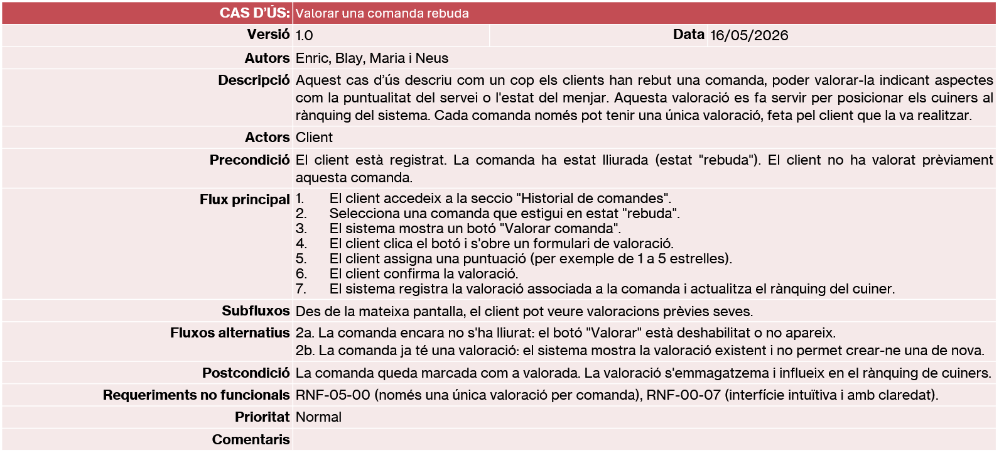 CAS D'ÚS: Valorar una comanda rebuda
Versió 1.0 Data 16/05/2026
Autors Enric, Blay, Maria i Neus
Descripció Aquest cas d'ús descriu com un cop els clients han rebut una comanda, poder valorar-la indicant aspectes
com la puntualitat del servei o l'estat del menjar. Aquesta valoració es fa servir per posicionar els cuiners al
rànquing del sistema. Cada comanda només pot tenir una única valoració, feta pel client que la va realitzar.
Actors Client
Precondició El client està registrat. La comanda ha estat lliurada (estat "rebuda"). El client no ha valorat prèviament
aquesta comanda.
Flux principal 1. El client accedeix a la seccio "Historial de comandes".
2. Selecciona una comanda que estigui en estat "rebuda".
3. El sistema mostra un botó "Valorar comanda".
4. El client clica el botó i s'obre un formulari de valoració.
5. El client assigna una puntuació (per exemple de 1 a 5 estrelles).
6. El client confirma la valoració.
7. El sistema registra la valoració associada a la comanda i actualitza el rànquing del cuiner.
Subfluxos Des de la mateixa pantalla, el client pot veure valoracions prèvies seves.
Fluxos alternatius 2a. La comanda encara no s'ha lliurat: el botó "Valorar" està deshabilitat o no apareix.
2b. La comanda ja té una valoració: el sistema mostra la valoració existent i no permet crear-ne una de nova.
Postcondició La comanda queda marcada com a valorada. La valoració s'emmagatzema i influeix en el rànquing de cuiners.
Requeriments no funcionals RNF-05-00 (només una única valoració per comanda), RNF-00-07 (interfície intuïtiva i amb claredat).
Prioritat Normal
Comentaris